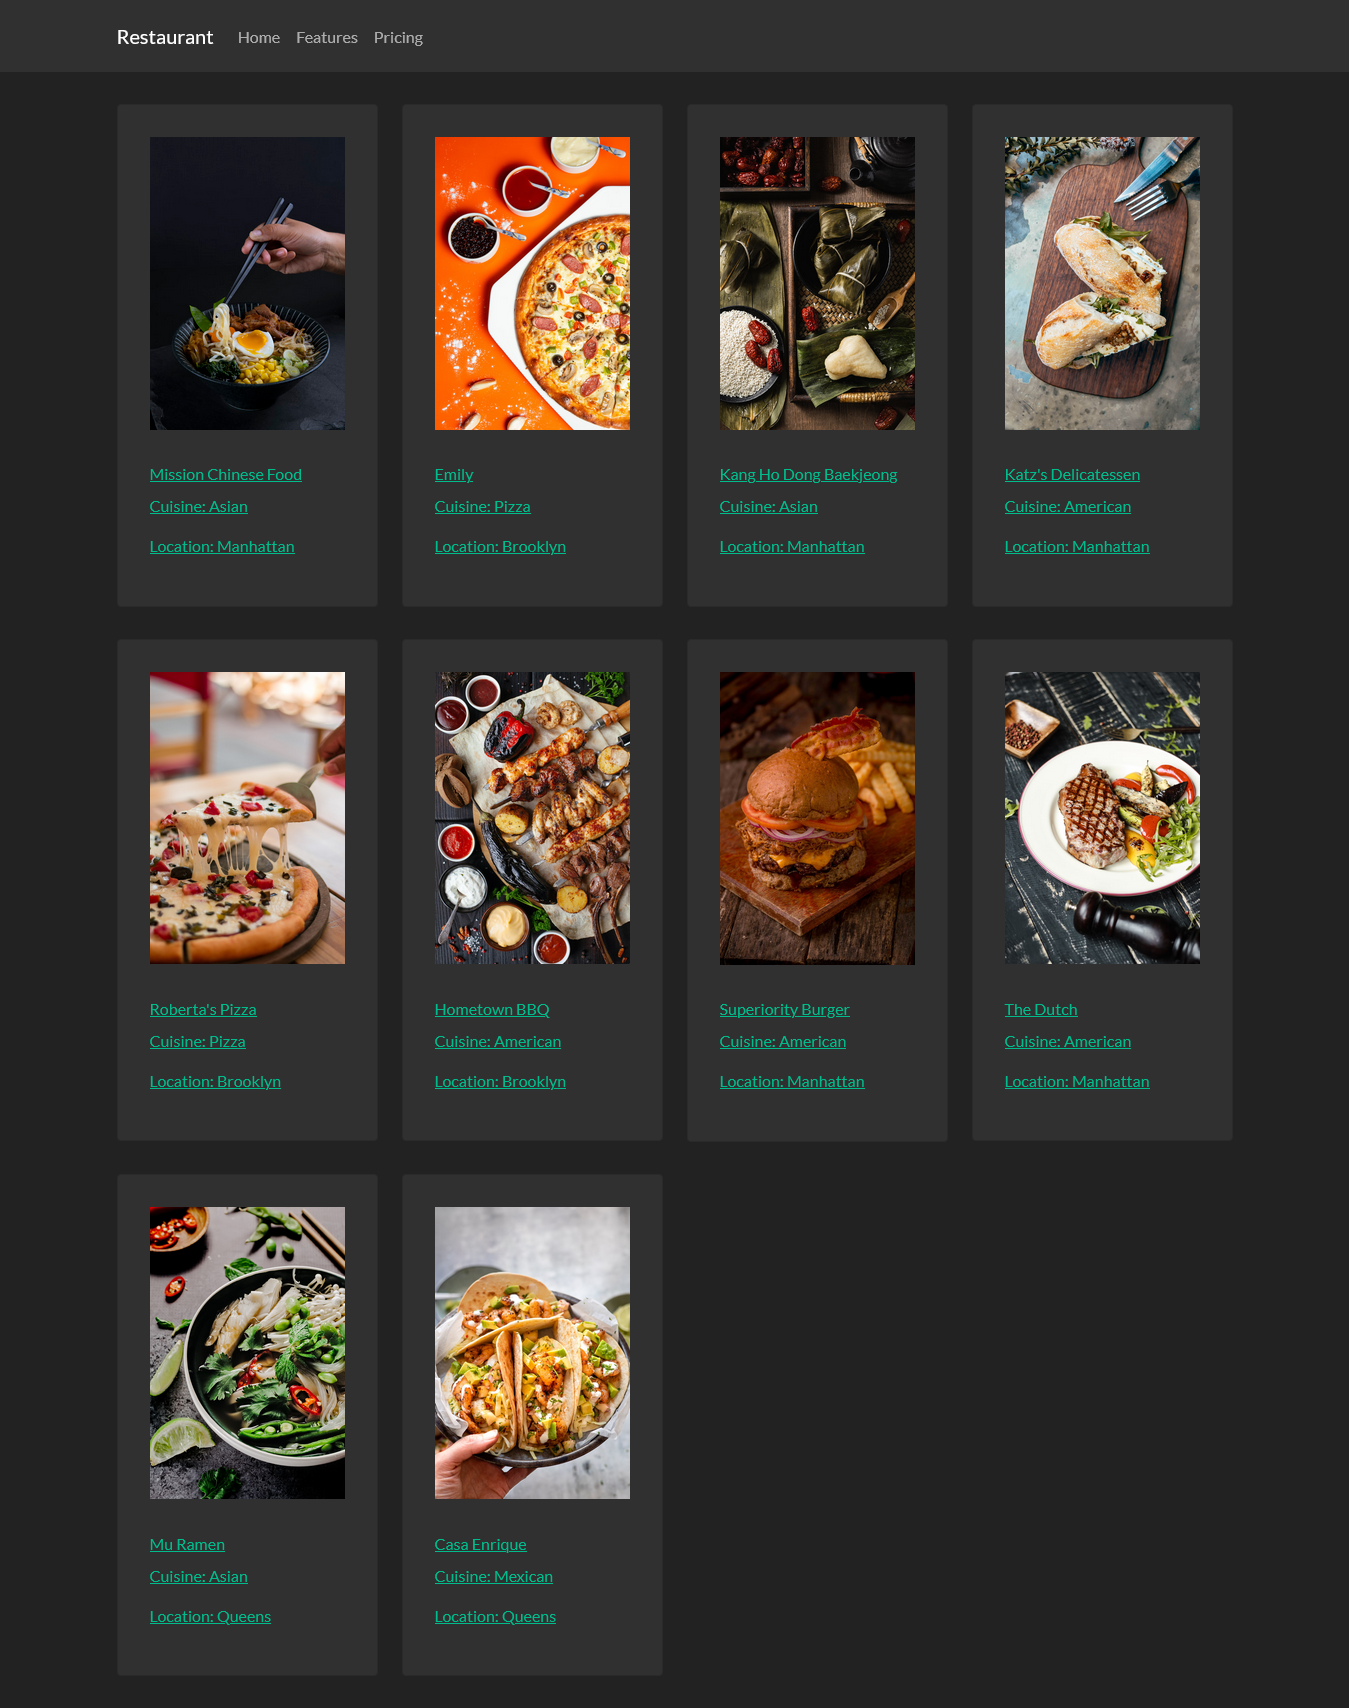 Restaurant Home Features Pricing
Mission Chinese Food
Cuisine: Asian
Location: Manhattan
Emily
Cuisine: Pizza
Location: Brooklyn
Kang Ho Dong Baekjeong
Cuisine: Asian
Location: Manhattan
Katz's Delicatessen
Cuisine: American
Location: Manhattan
Roberta's Pizza
Cuisine: Pizza
Location: Brooklyn
Hometown BBQ
Cuisine: American
Location: Brooklyn
Superiority Burger
Cuisine: American
Location: Manhattan
The Dutch
Cuisine: American
Location: Manhattan
Mu Ramen
Cuisine: Asian
Location: Queens
Casa Enrique
Cuisine: Mexican
Location: Queens